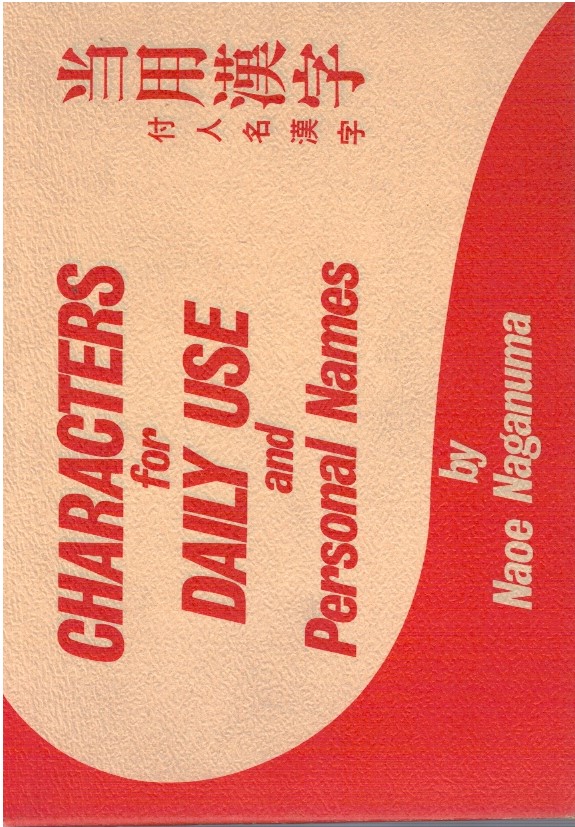 当用漢字
付人名漢字
CHARACTERS
for
DAILY USE
and
Personal Names
by
Naoe Naganuma